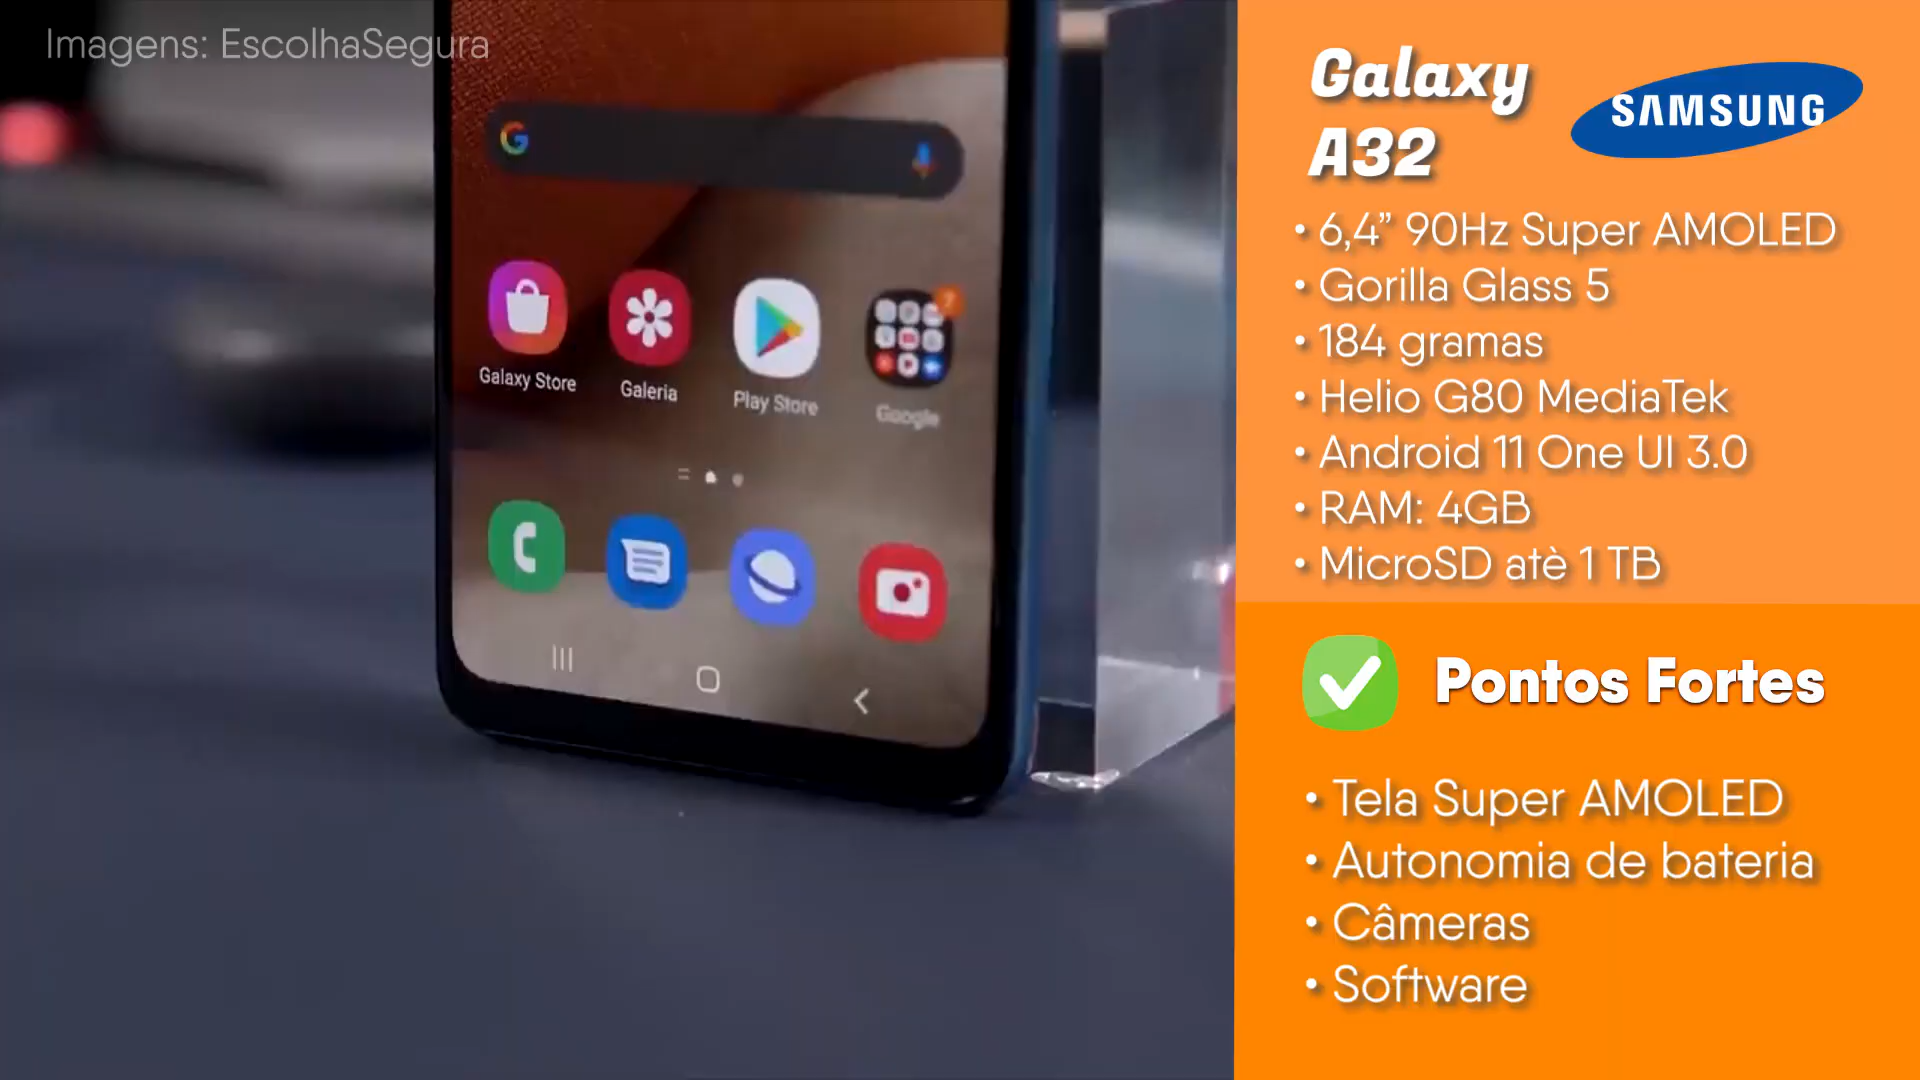 Imagens: EscolhaSegura
Galaxy Store
Galeria
Play Store
Google
7
Galaxy
A32
SAMSUNG
• 6,4” 90Hz Super AMOLED
• Gorilla Glass 5
• 184 gramas
• Helio G80 MediaTek
• Android 11 One UI 3.0
• RAM: 4GB
• MicroSD atè 1 TB
Pontos Fortes
• Tela Super AMOLED
• Autonomia de bateria
• Câmeras
• Software